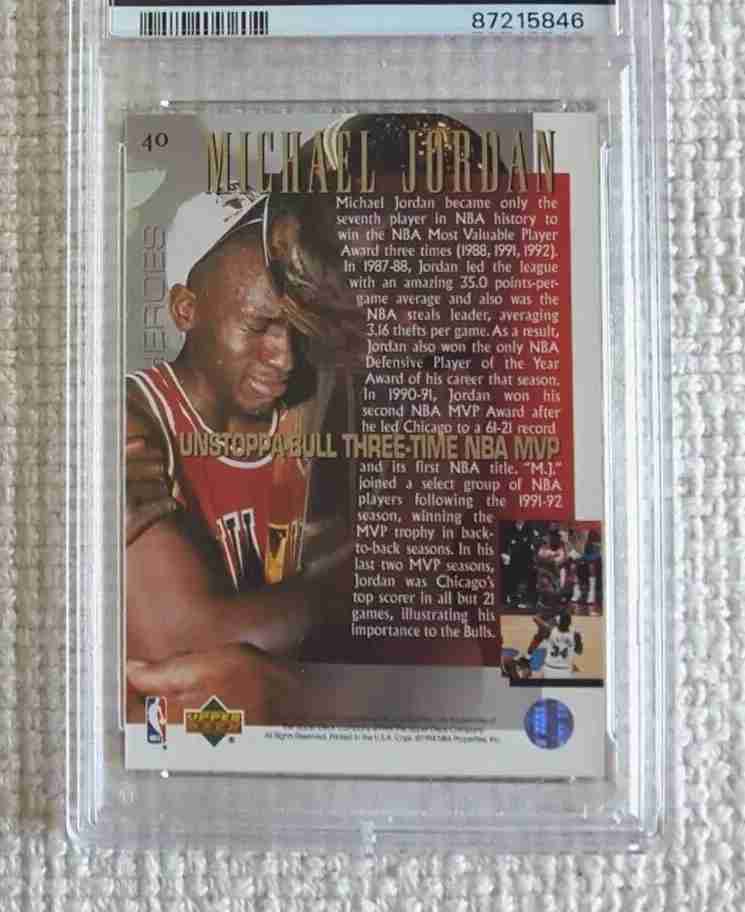 87215846
40
MICHAEL JORDAN
HEROES
Michael Jordan became only the
seventh player in NBA history to
win the NBA Most Valuable Player
Award three times (1988, 1991, 1992).
In 1987-88, Jordan led the league
with an amazing 35.0 points-per-
game average and also was the
NBA steals leader, averaging
3.16 thefts per game. As a result,
Jordan also won the only NBA
Defensive Player of the Year
Award of his career that season.
In 1990-91, Jordan won his
second NBA MVP Award after
he led Chicago to a 61-21 record
UNSTOPPA-BULL THREE-TIME NBA MVP
and its first NBA title. "M.J."
joined a select group of NBA
players following the 1991-92
season, winning the
MVP trophy in back-
to-back seasons. In his
last two MVP seasons,
Jordan was Chicago's
top scorer in all but 21
games, illustrating his
importance to the Bulls.
34
NBA
UPPER DECK
All Rights Reserved. Printed in the U.S.A.